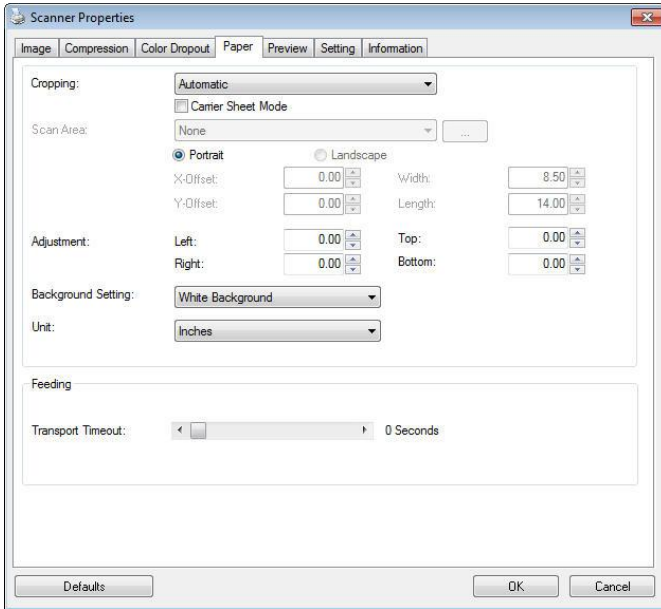 Scanner Properties
Image Compression Color Dropout Paper Preview Setting Information
Cropping: Automatic
Carrier Sheet Mode
Scan Area: None ...
Portrait Landscape
X-Offset: 0.00 Width: 8.50
Y-Offset: 0.00 Length: 14.00
Adjustment: Left: 0.00 Top: 0.00
Right: 0.00 Bottom: 0.00
Background Setting: White Background
Unit: Inches
Feeding
Transport Timeout: 0 Seconds
Defaults OK Cancel